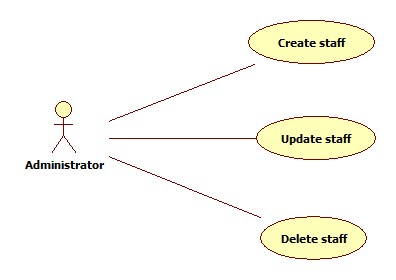 Create staff
Update staff
Administrator
Delete staff